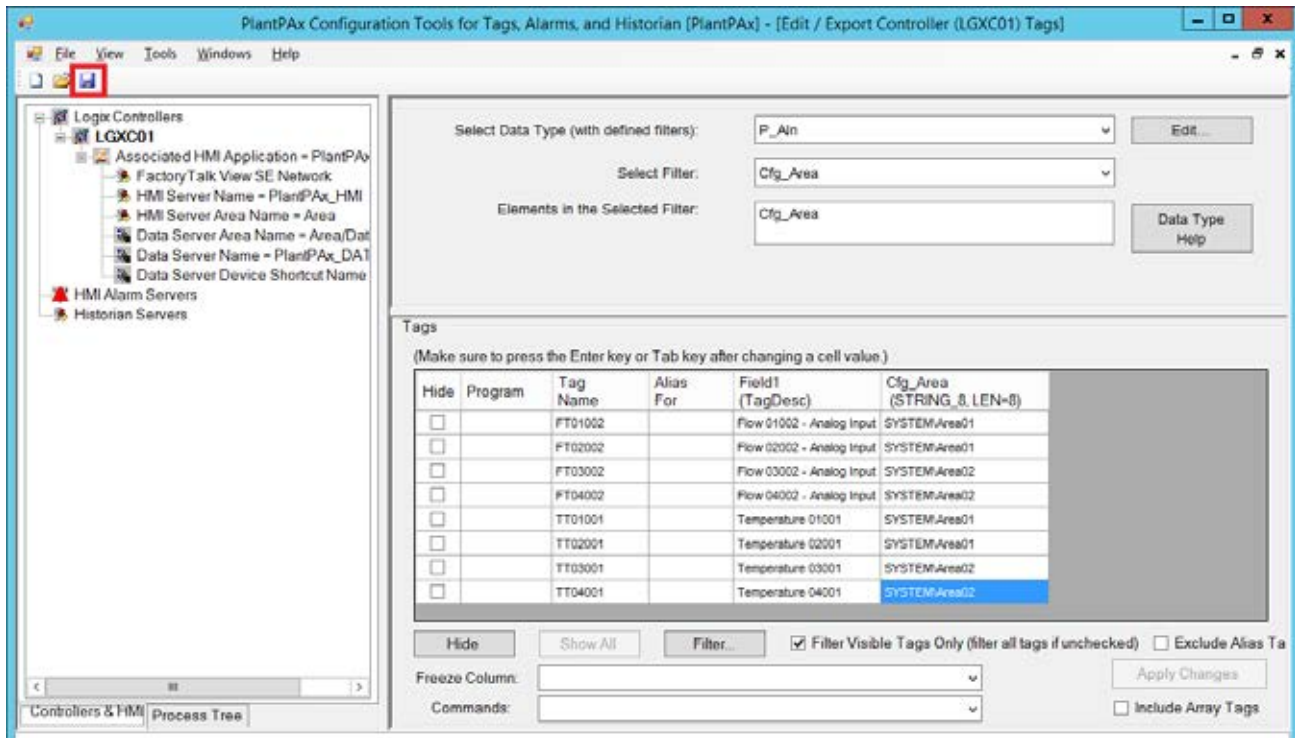 PlantPAx Configuration Tools for Tags, Alarms, and Historian [PlantPAx] - [Edit / Export Controller (LGXC01) Tags]
File View Tools Windows Help
Logix Controllers
LGXC01
Associated HMI Application = PlantPAx
FactoryTalk View SE Network
HMI Server Name = PlantPAx_HMI
HMI Server Area Name = Area
Data Server Area Name = Area/Dat
Data Server Name = PlantPAx_DAT
Data Server Device Shortcut Name
HMI Alarm Servers
Historian Servers
Controllers & HMI Process Tree
Select Data Type (with defined filters): P_AIn Edit...
Select Filter: Cfg_Area
Elements in the Selected Filter: Cfg_Area
Data Type
Help
Tags
(Make sure to press the Enter key or Tab key after changing a cell value.)
Hide Program Tag Name Alias For Field1 (TagDesc) Cfg_Area (STRING_8, LEN=8)
FT01002 Flow 01002 - Analog Input SYSTEM\Area01
FT02002 Flow 02002 - Analog Input SYSTEM\Area01
FT03002 Flow 03002 - Analog Input SYSTEM\Area02
FT04002 Flow 04002 - Analog Input SYSTEM\Area02
TT01001 Temperature 01001 SYSTEM\Area01
TT02001 Temperature 02001 SYSTEM\Area01
TT03001 Temperature 03001 SYSTEM\Area02
TT04001 Temperature 04001 SYSTEM\Area02
Hide Show All Filter... Filter Visible Tags Only (filter all tags if unchecked) Exclude Alias Ta
Freeze Column: Apply Changes
Commands: Include Array Tags